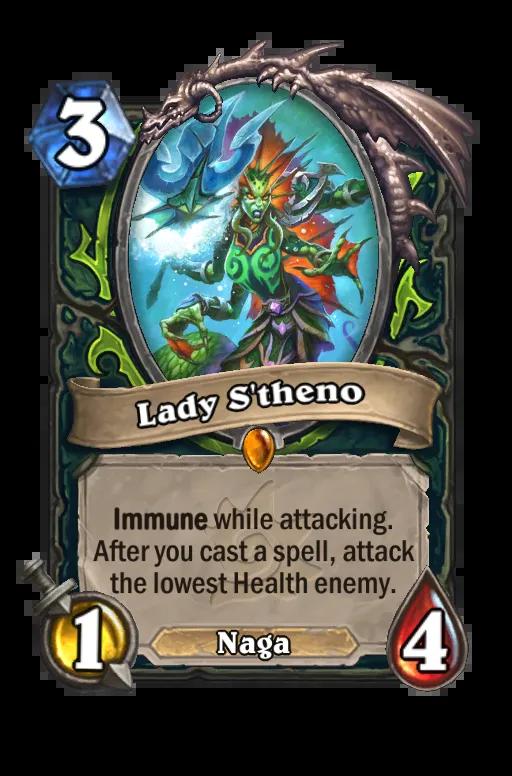 3
Lady S'theno
Immune while attacking.
After you cast a spell, attack
the lowest Health enemy.
1
Naga
4